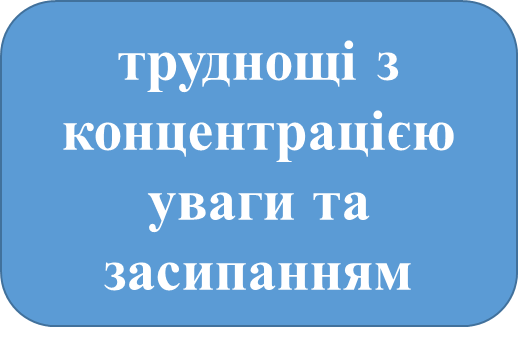 труднощі з
концентрацією
уваги та
засипанням